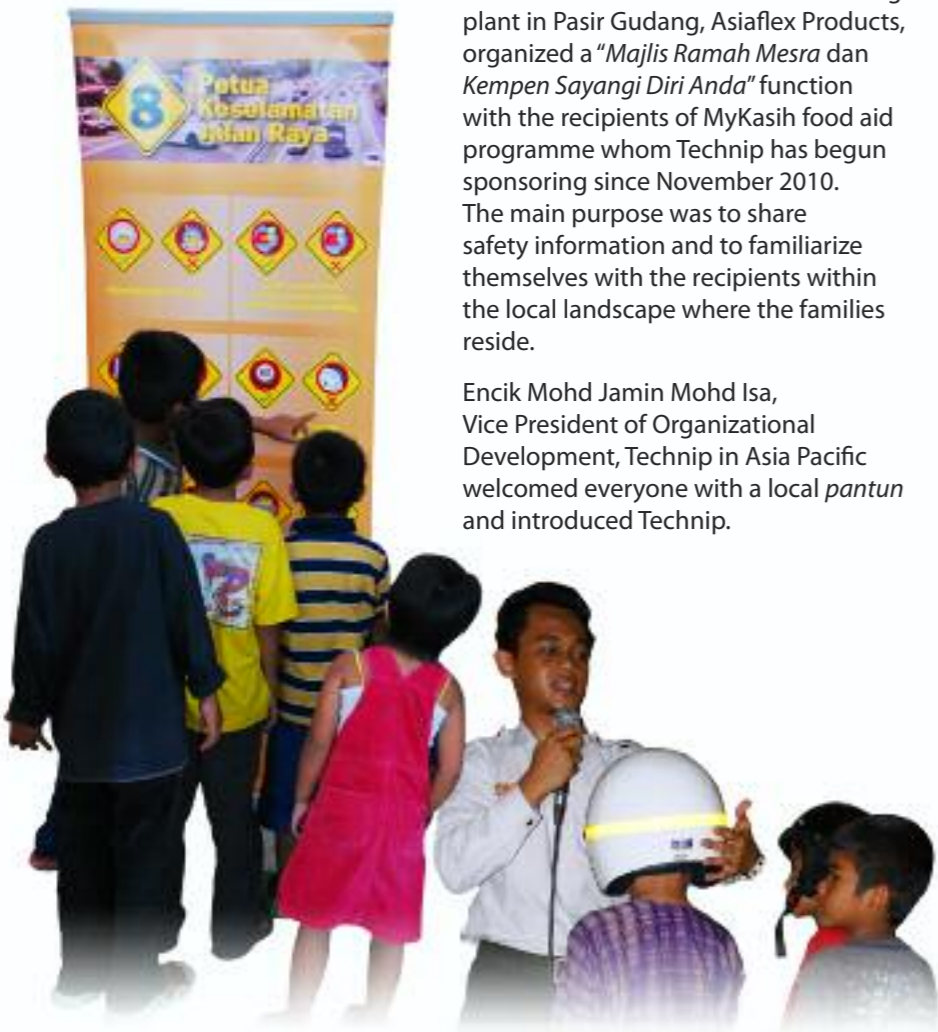 8
Petua
Keselamatan
Jalan Raya
plant in Pasir Gudang, Asiaflex Products,
organized a “Majlis Ramah Mesra dan
Kempen Sayangi Diri Anda” function
with the recipients of MyKasih food aid
programme whom Technip has begun
sponsoring since November 2010.
The main purpose was to share
safety information and to familiarize
themselves with the recipients within
the local landscape where the families
reside.
Encik Mohd Jamin Mohd Isa,
Vice President of Organizational
Development, Technip in Asia Pacific
welcomed everyone with a local pantun
and introduced Technip.